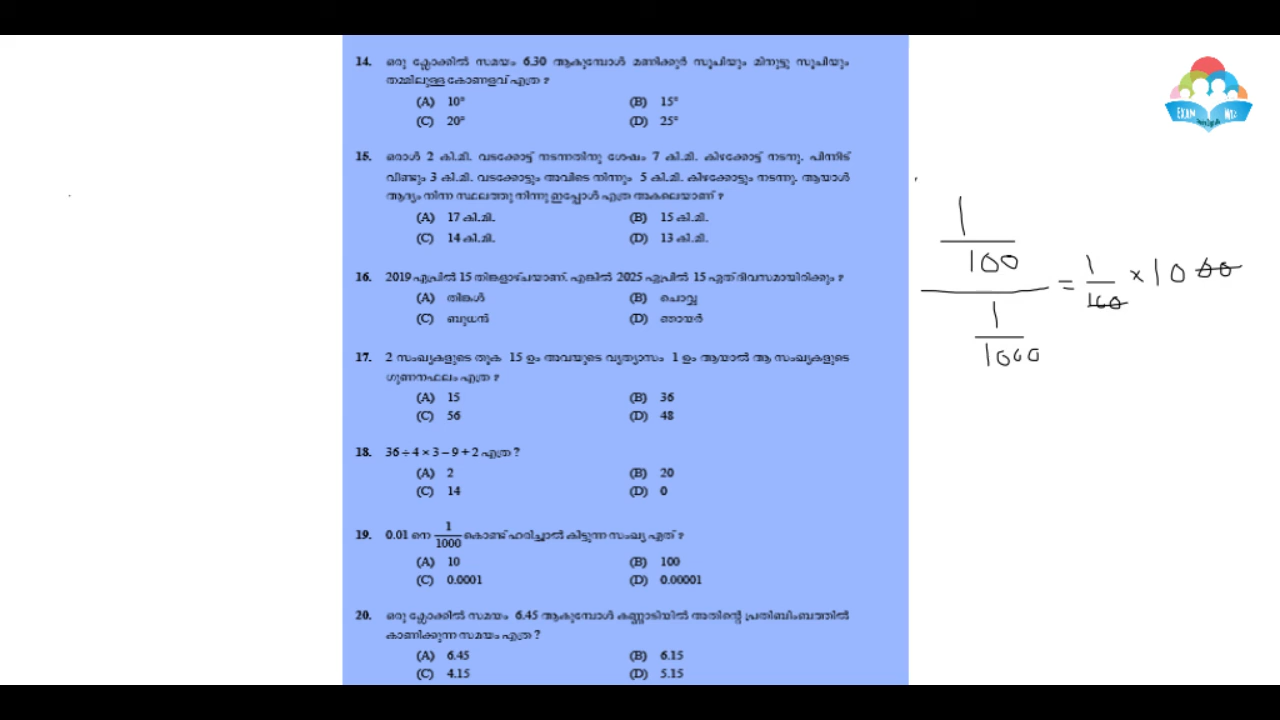 14. ഒരു ക്ലോക്കിൽ സമയം 6.30 ആകുമ്പോൾ മണിക്കൂർ സൂചിയും മിനുട്ടു സൂചിയും
തമ്മിലുള്ള കോണളവ് എത്ര ?
(A) 10° (B) 15°
(C) 20° (D) 25°
15. ഒരാൾ 2 കി.മി. വടക്കോട്ട് നടന്നതിനു ശേഷം 7 കി.മി. കിഴക്കോട്ട് നടന്നു. പിന്നീട്
വീണ്ടും 3 കി.മി. വടക്കോട്ടും അവിടെ നിന്നും 5 കി.മി. കിഴക്കോട്ടും നടന്നു. ആയാൾ
ആദ്യം നിന്ന സ്ഥലത്തു നിന്നു ഇപ്പോൾ എത്ര അകലെയാണ് ?
(A) 17 കി.മി. (B) 15 കി.മി.
(C) 14 കി.മി. (D) 13 കി.മി.
16. 2019 ഏപ്രിൽ 15 തിങ്കളാഴ്ചയാണ്. എങ്കിൽ 2025 ഏപ്രിൽ 15 ഏത് ദിവസമായിരിക്കും ?
(A) തിങ്കൾ (B) ചൊവ്വ
(C) ബുധൻ (D) ഞായർ
17. 2 സംഖ്യകളുടെ തുക 15 ഉം അവയുടെ വ്യത്യാസം 1 ഉം ആയാൽ ആ സംഖ്യകളുടെ
ഗുണനഫലം എത്ര ?
(A) 15 (B) 36
(C) 56 (D) 48
18. 36 ÷ 4 × 3 – 9 + 2 എത്ര ?
(A) 2 (B) 20
(C) 14 (D) 0
19. 0.01 നെ 1/1000 കൊണ്ട് ഹരിച്ചാൽ കിട്ടുന്ന സംഖ്യ ഏത് ?
(A) 10 (B) 100
(C) 0.0001 (D) 0.00001
20. ഒരു ക്ലോക്കിൽ സമയം 6.45 ആകുമ്പോൾ കണ്ണാടിയിൽ അതിന്റെ പ്രതിബിംബത്തിൽ
കാണിക്കുന്ന സമയം എത്ര ?
(A) 6.45 (B) 6.15
(C) 4.15 (D) 5.15
EXAM WIZ
1
100
1
1000
= 1/100 × 1000